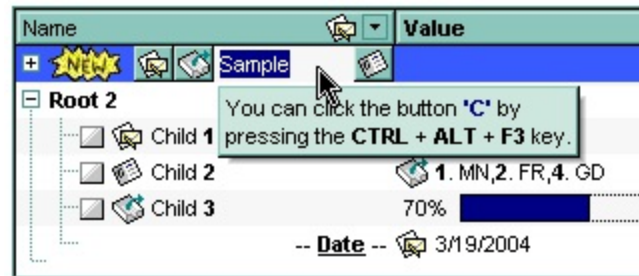 Name Value
NEW Sample
Root 2
You can click the button 'C' by
pressing the CTRL + ALT + F3 key.
Child 1
Child 2 1. MN,2. FR,4. GD
Child 3 70%
-- Date -- 3/19/2004